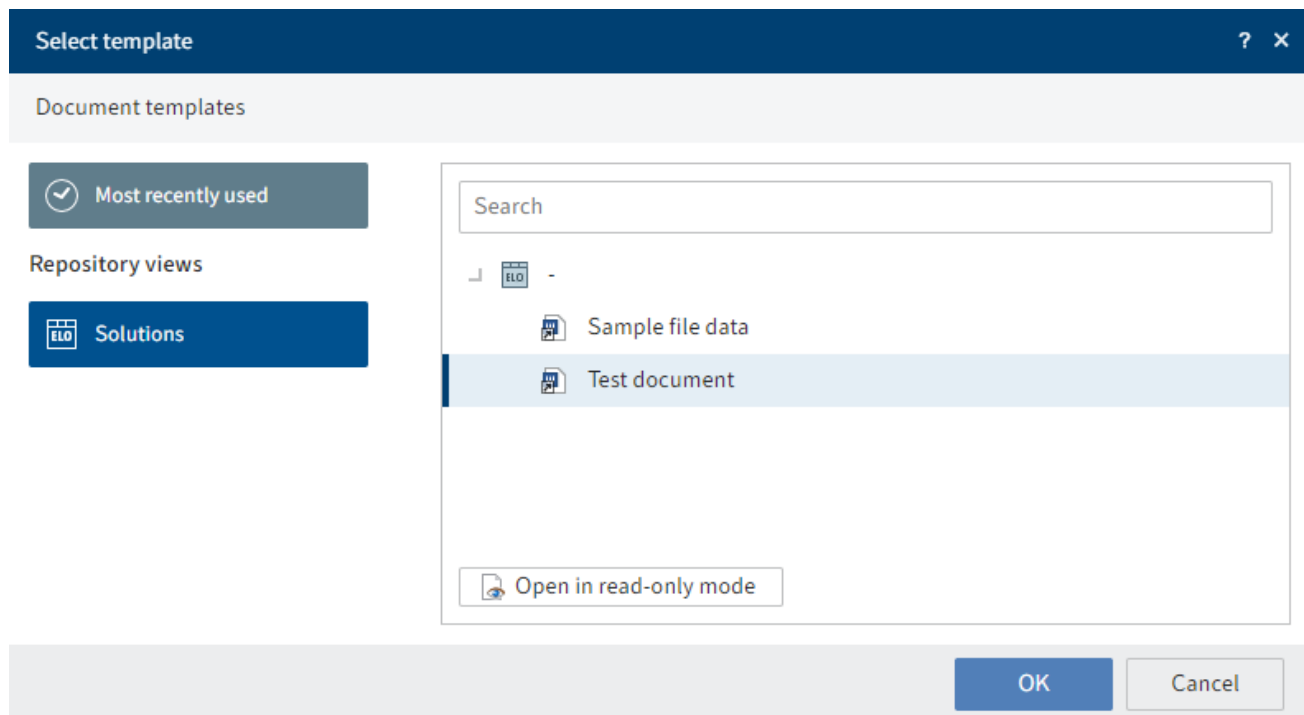 Select template ? ×
Document templates
Most recently used
Repository views
ELO Solutions
Search
ELO -
Sample file data
Test document
Open in read-only mode
OK Cancel